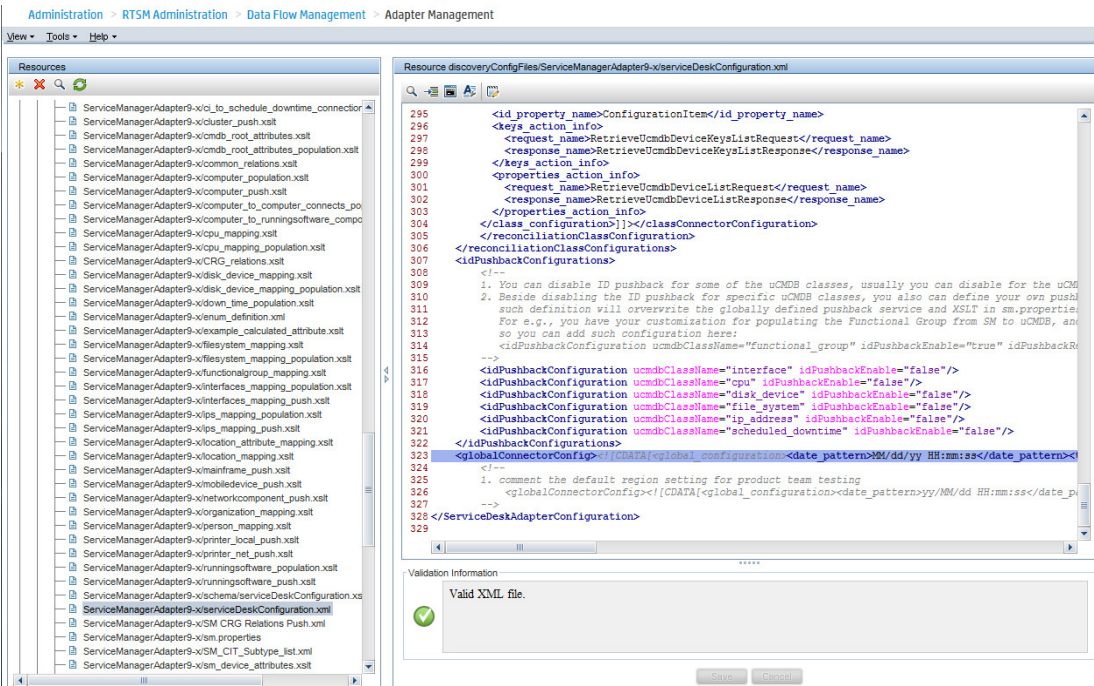 Administration > RTSM Administration > Data Flow Management > Adapter Management
View Tools Help
Resources
ServiceManagerAdapter9-x/ci_to_schedule_downtime_connection
ServiceManagerAdapter9-x/cluster_push.xslt
ServiceManagerAdapter9-x/cmdb_root_attributes.xslt
ServiceManagerAdapter9-x/cmdb_root_attributes_population.xslt
ServiceManagerAdapter9-x/common_relations.xslt
ServiceManagerAdapter9-x/computer_population.xslt
ServiceManagerAdapter9-x/computer_push.xslt
ServiceManagerAdapter9-x/computer_to_computer_connects_po
ServiceManagerAdapter9-x/computer_to_runningsoftware_compo
ServiceManagerAdapter9-x/cpu_mapping.xslt
ServiceManagerAdapter9-x/cpu_mapping_population.xslt
ServiceManagerAdapter9-x/CRG_relations.xslt
ServiceManagerAdapter9-x/disk_device_mapping.xslt
ServiceManagerAdapter9-x/disk_device_mapping_population.xslt
ServiceManagerAdapter9-x/down_time_population.xslt
ServiceManagerAdapter9-x/enum_definition.xml
ServiceManagerAdapter9-x/example_calculated_attribute.xslt
ServiceManagerAdapter9-x/filesystem_mapping.xslt
ServiceManagerAdapter9-x/filesystem_mapping_population.xslt
ServiceManagerAdapter9-x/functionalgroup_mapping.xslt
ServiceManagerAdapter9-x/interfaces_mapping_population.xslt
ServiceManagerAdapter9-x/interfaces_mapping_push.xslt
ServiceManagerAdapter9-x/ips_mapping_population.xslt
ServiceManagerAdapter9-x/ips_mapping_push.xslt
ServiceManagerAdapter9-x/location_attribute_mapping.xslt
ServiceManagerAdapter9-x/location_mapping.xslt
ServiceManagerAdapter9-x/mainframe_push.xslt
ServiceManagerAdapter9-x/mobiledevice_push.xslt
ServiceManagerAdapter9-x/networkcomponent_push.xslt
ServiceManagerAdapter9-x/organization_mapping.xslt
ServiceManagerAdapter9-x/person_mapping.xslt
ServiceManagerAdapter9-x/printer_local_push.xslt
ServiceManagerAdapter9-x/printer_net_push.xslt
ServiceManagerAdapter9-x/runningsoftware_population.xslt
ServiceManagerAdapter9-x/runningsoftware_push.xslt
ServiceManagerAdapter9-x/schema/serviceDeskConfiguration.xs
ServiceManagerAdapter9-x/serviceDeskConfiguration.xml
ServiceManagerAdapter9-x/SM CRG Relations Push.xml
ServiceManagerAdapter9-x/sm.properties
ServiceManagerAdapter9-x/SM_CIT_Subtype_list.xml
ServiceManagerAdapter9-x/sm_device_attributes.xslt
Resource discoveryConfigFiles/ServiceManagerAdapter9-x/serviceDeskConfiguration.xml
295 <id_property_name>ConfigurationItem</id_property_name>
296 <keys_action_info>
297 <request_name>RetrieveUcmdbDeviceKeysListRequest</request_name>
298 <response_name>RetrieveUcmdbDeviceKeysListResponse</response_name>
299 </keys_action_info>
300 <properties_action_info>
301 <request_name>RetrieveUcmdbDeviceListRequest</request_name>
302 <response_name>RetrieveUcmdbDeviceListResponse</response_name>
303 </properties_action_info>
304 </class_configuration>]]></classConnectorConfiguration>
305 </reconciliationClassConfiguration>
306 </reconciliationClassConfigurations>
307 <idPushbackConfigurations>
308 <!--
309 1. You can disable ID pushback for some of the uCMDB classes, usually you can disable for the uCM
310 2. Beside disabling the ID pushback for specific uCMDB classes, you also can define your own push
311 such definition will orverwrite the globally defined pushback service and XSLT in sm.propertie
312 For e.g., you have your customization for populating the Functional Group from SM to uCMDB, an
313 so you can add such configuration here:
314 <idPushbackConfiguration ucmdbClassName="functional_group" idPushbackEnable="true" idPushbackRe
315 -->
316 <idPushbackConfiguration ucmdbClassName="interface" idPushbackEnable="false"/>
317 <idPushbackConfiguration ucmdbClassName="cpu" idPushbackEnable="false"/>
318 <idPushbackConfiguration ucmdbClassName="disk_device" idPushbackEnable="false"/>
319 <idPushbackConfiguration ucmdbClassName="file_system" idPushbackEnable="false"/>
320 <idPushbackConfiguration ucmdbClassName="ip_address" idPushbackEnable="false"/>
321 <idPushbackConfiguration ucmdbClassName="scheduled_downtime" idPushbackEnable="false"/>
322 </idPushbackConfigurations>
323 <globalConnectorConfig><![CDATA[<global_configuration><date_pattern>MM/dd/yy HH:mm:ss</date_pattern><
324 <!--
325 1. comment the default region setting for product team testing
326 <globalConnectorConfig><![CDATA[<global_configuration><date_pattern>yy/MM/dd HH:mm:ss</date_pa
327 -->
328 </ServiceDeskAdapterConfiguration>
329
Validation Information
Valid XML file.
Save Cancel